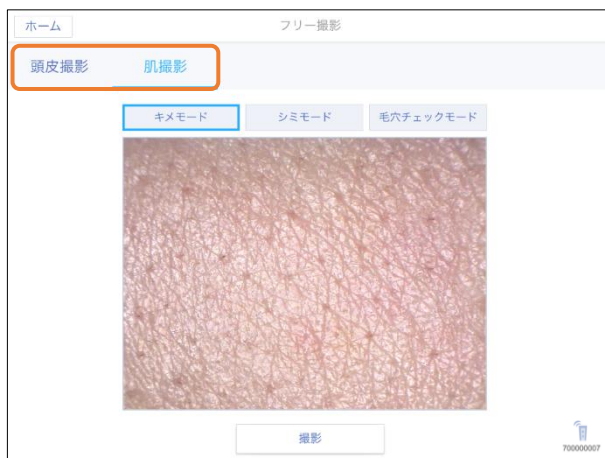 ホーム
フリー撮影
頭皮撮影
肌撮影
キメモード
シミモード
毛穴チェックモード
撮影
700000007